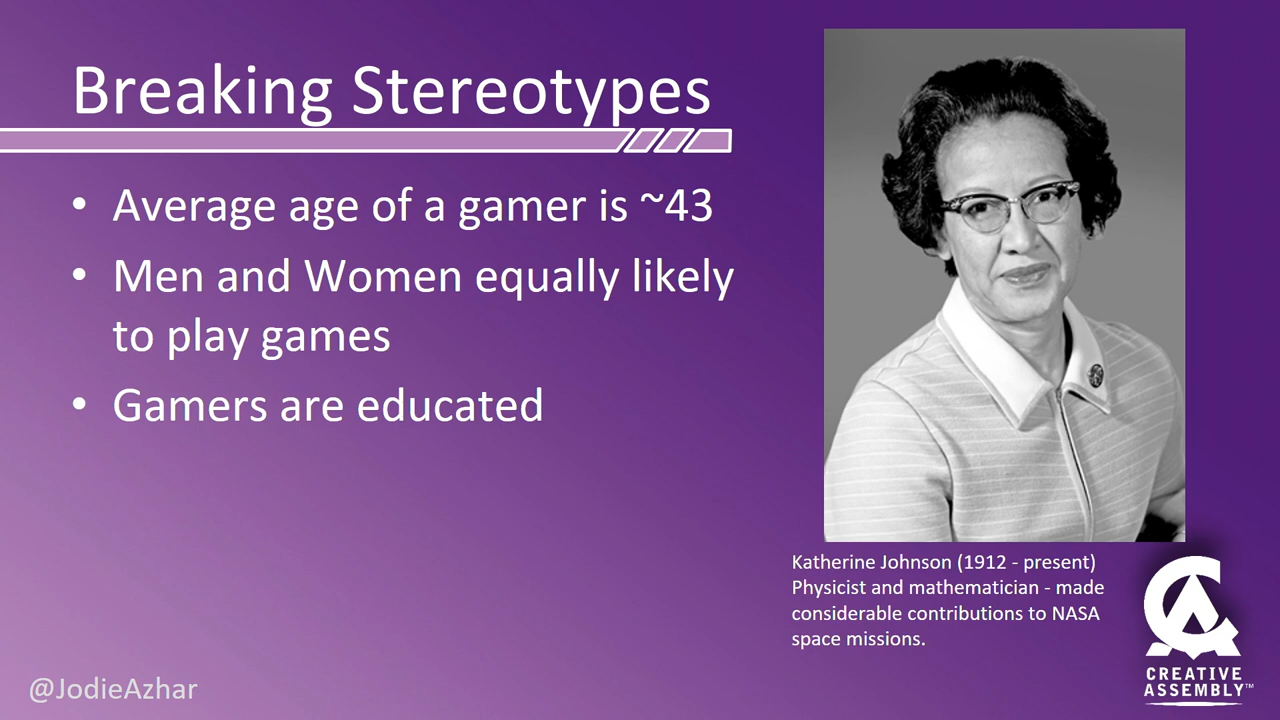 Breaking Stereotypes
• Average age of a gamer is ~43
• Men and Women equally likely
to play games
• Gamers are educated
Katherine Johnson (1912 - present)
Physicist and mathematician - made
considerable contributions to NASA
space missions.
@JodieAzhar
CREATIVE
ASSEMBLY™